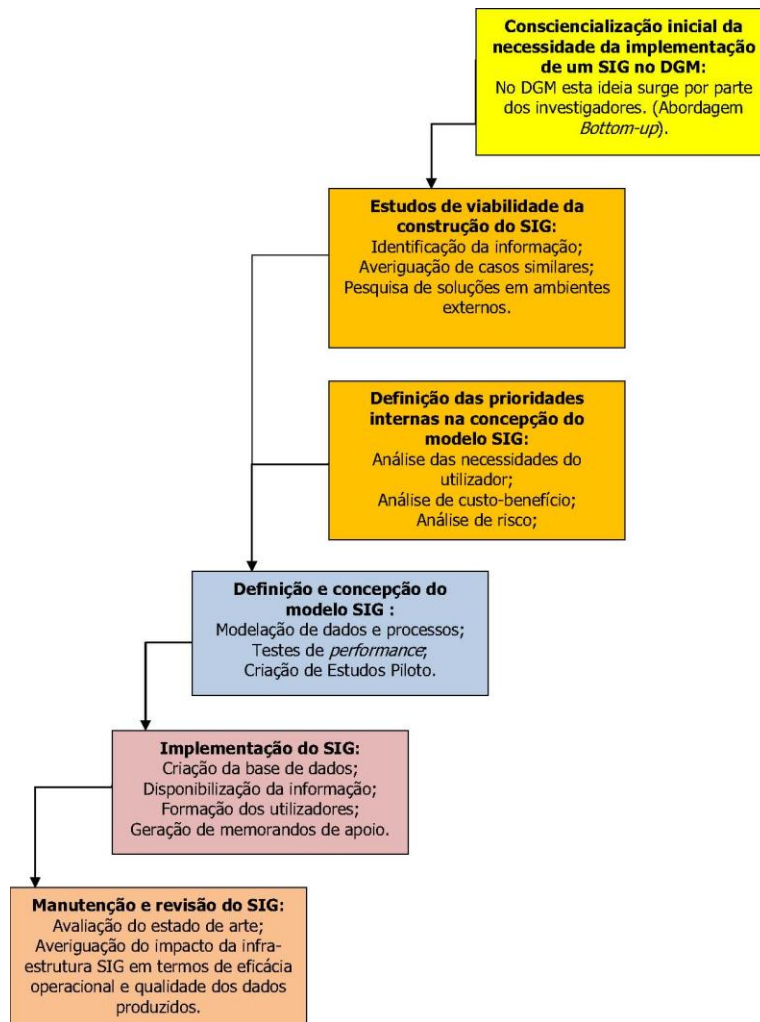 Consciencialização inicial da
necessidade da implementação
de um SIG no DGM:
No DGM esta ideia surge por parte
dos investigadores. (Abordagem
Bottom-up).
Estudos de viabilidade da
construção do SIG:
Identificação da informação;
Averiguação de casos similares;
Pesquisa de soluções em ambientes
externos.
Definição das prioridades
internas na concepção do
modelo SIG:
Análise das necessidades do
utilizador;
Análise de custo-benefício;
Análise de risco;
Definição e concepção do
modelo SIG :
Modelação de dados e processos;
Testes de performance;
Criação de Estudos Piloto.
Implementação do SIG:
Criação da base de dados;
Disponibilização da informação;
Formação dos utilizadores;
Geração de memorandos de apoio.
Manutenção e revisão do SIG:
Avaliação do estado de arte;
Averiguação do impacto da infra-
estrutura SIG em termos de eficácia
operacional e qualidade dos dados
produzidos.